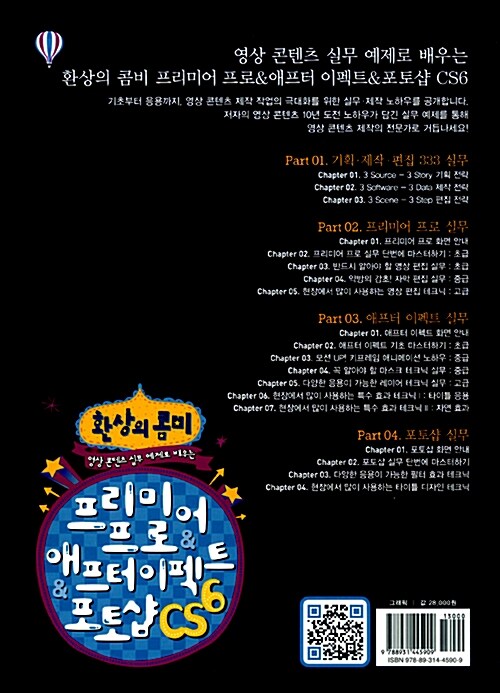 영상 콘텐츠 실무 예제로 배우는
환상의 콤비 프리미어 프로&애프터 이펙트&포토샵 CS6
기초부터 응용까지, 영상 콘텐츠 제작 작업의 극대화를 위한 실무 제작 노하우를 공개합니다.
저자의 영상 콘텐츠 10년 도전 노하우가 담긴 실무 예제를 통해
영상 콘텐츠 제작의 전문가로 거듭나세요!
Part 01. 기획·제작·편집 333 실무
Chapter 01. 3 Source - 3 Story 기획 전략
Chapter 02. 3 Software - 3 Data 제작 전략
Chapter 03. 3 Scene - 3 Step 편집 전략
Part 02. 프리미어 프로 실무
Chapter 01. 프리미어 프로 화면 안내
Chapter 02. 프리미어 프로 실무 단번에 마스터하기 : 초급
Chapter 03. 반드시 알아야 할 영상 편집 실무 : 초급
Chapter 04. 약방의 감초! 자막 편집 실무 : 중급
Chapter 05. 현장에서 많이 사용하는 영상 편집 테크닉 : 고급
Part 03. 애프터 이펙트 실무
Chapter 01. 애프터 이펙트 화면 안내
Chapter 02. 애프터 이펙트 기초 마스터하기 : 초급
Chapter 03. 모션 UP! 키프레임 애니메이션 노하우 : 중급
Chapter 04. 꼭 알아야 할 마스크 테크닉 실무 : 중급
Chapter 05. 다양한 응용이 가능한 레이어 테크닉 실무 : 고급
Chapter 06. 현장에서 많이 사용하는 특수 효과 테크닉 Ⅰ : 타이틀 응용
Chapter 07. 현장에서 많이 사용하는 특수 효과 테크닉 Ⅱ : 자연 효과
Part 04. 포토샵 실무
Chapter 01. 포토샵 화면 안내
Chapter 02. 포토샵 실무 단번에 마스터하기
Chapter 03. 다양한 응용이 가능한 필터 효과 테크닉
Chapter 04. 현장에서 많이 사용하는 타이틀 디자인 테크닉
환상의 콤비
영상 콘텐츠 실무 예제로 배우는
프리미어
프로&
애프터이펙트
&포토샵 CS6
그래픽 | 값 28,000원
13000
9 788931 445909
ISBN 978-89-314-4590-9